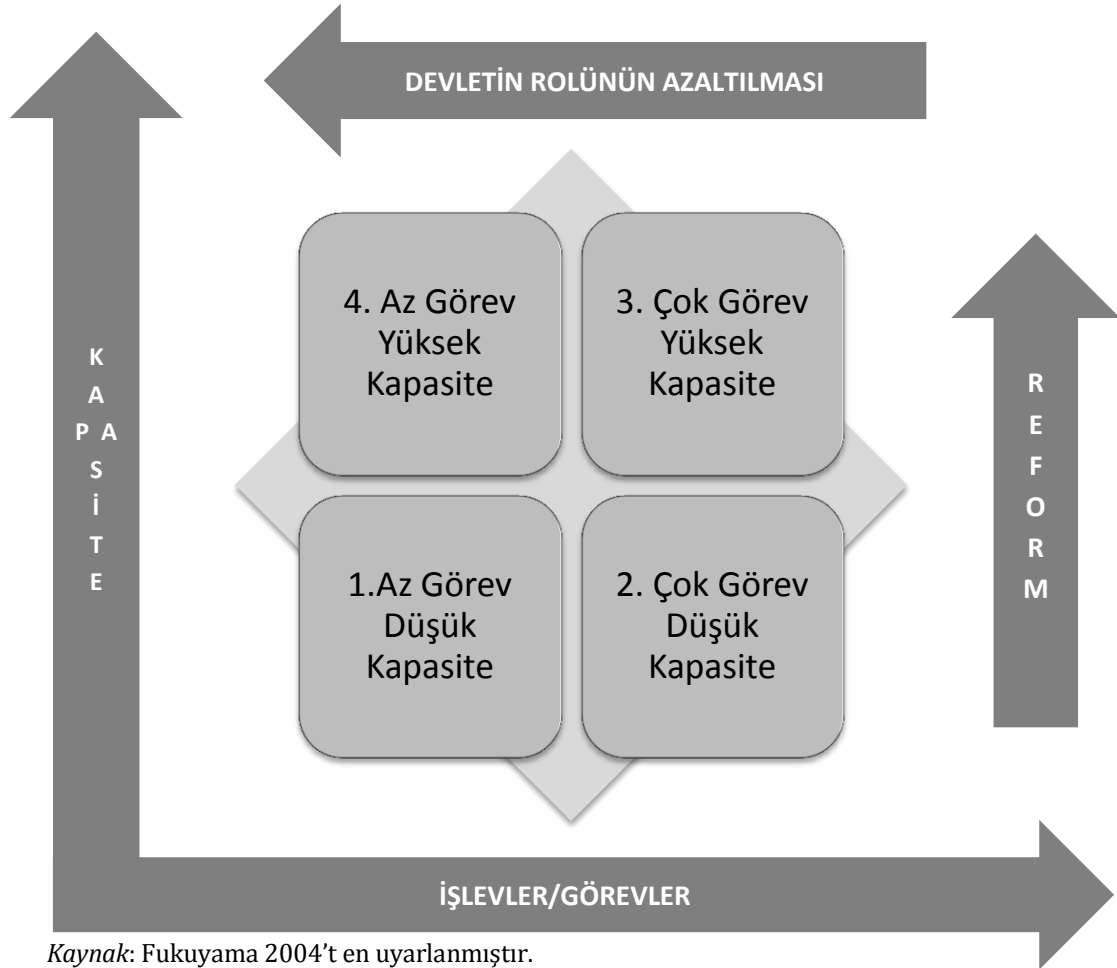 DEVLETİN ROLÜNÜN AZALTILMASI
4. Az Görev
Yüksek
Kapasite
3. Çok Görev
Yüksek
Kapasite
K
A
P A
S
İ
T
E
R
E
F
O
R
M
1.Az Görev
Düşük
Kapasite
2. Çok Görev
Düşük
Kapasite
İŞLEVLER/GÖREVLER
Kaynak: Fukuyama 2004’t en uyarlanmıştır.